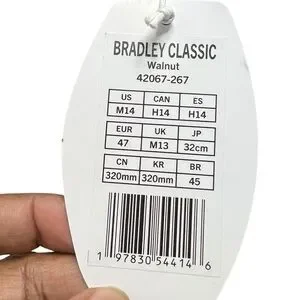 BRADLEY CLASSIC
Walnut
42067-267
US CAN ES
M14 H14 H14
EUR UK JP
47 M13 32cm
CN KR BR
320mm 320mm 45
1 97830 54414 6